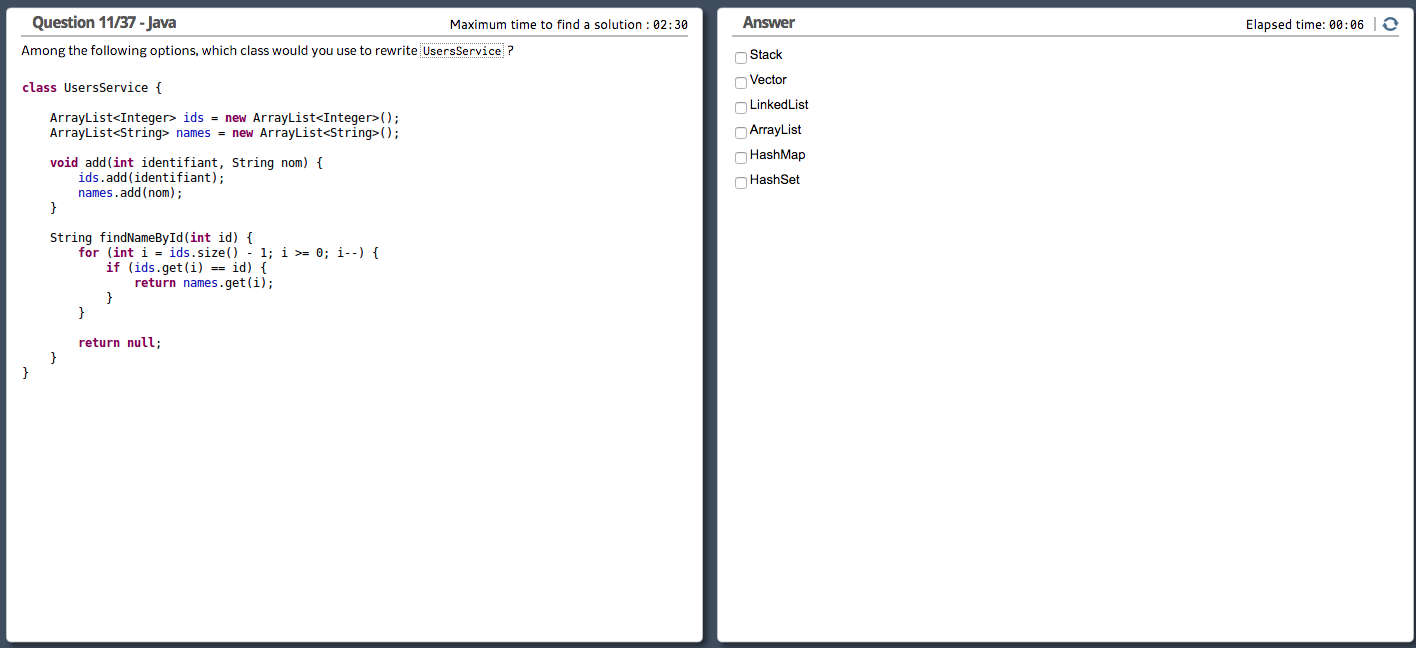 Question 11/37 - Java
Maximum time to find a solution : 02:30
Among the following options, which class would you use to rewrite UsersService ?
class UsersService {
ArrayList<Integer> ids = new ArrayList<Integer>();
ArrayList<String> names = new ArrayList<String>();
void add(int identifiant, String nom) {
ids.add(identifiant);
names.add(nom);
}
String findNameById(int id) {
for (int i = ids.size() - 1; i >= 0; i--) {
if (ids.get(i) == id) {
return names.get(i);
}
}
return null;
}
}
Answer
Elapsed time: 00:06
Stack
Vector
LinkedList
ArrayList
HashMap
HashSet